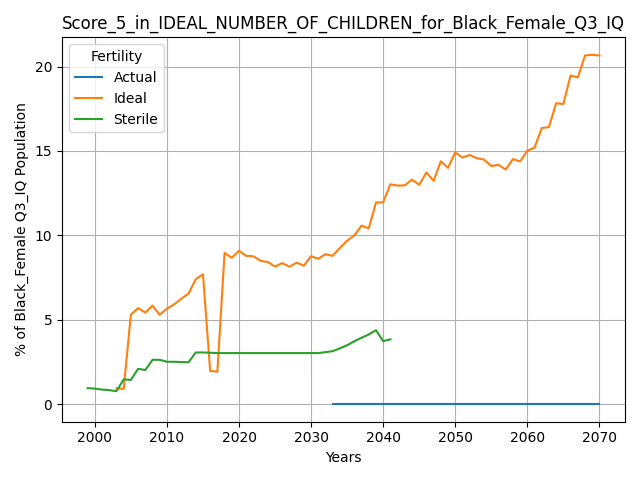 Score_5_in_IDEAL_NUMBER_OF_CHILDREN_for_Black_Female_Q3_IQ
Fertility
Actual
Ideal
Sterile
% of Black_Female Q3_IQ Population
20
15
10
5
0
2000 2010 2020 2030 2040 2050 2060 2070
Years